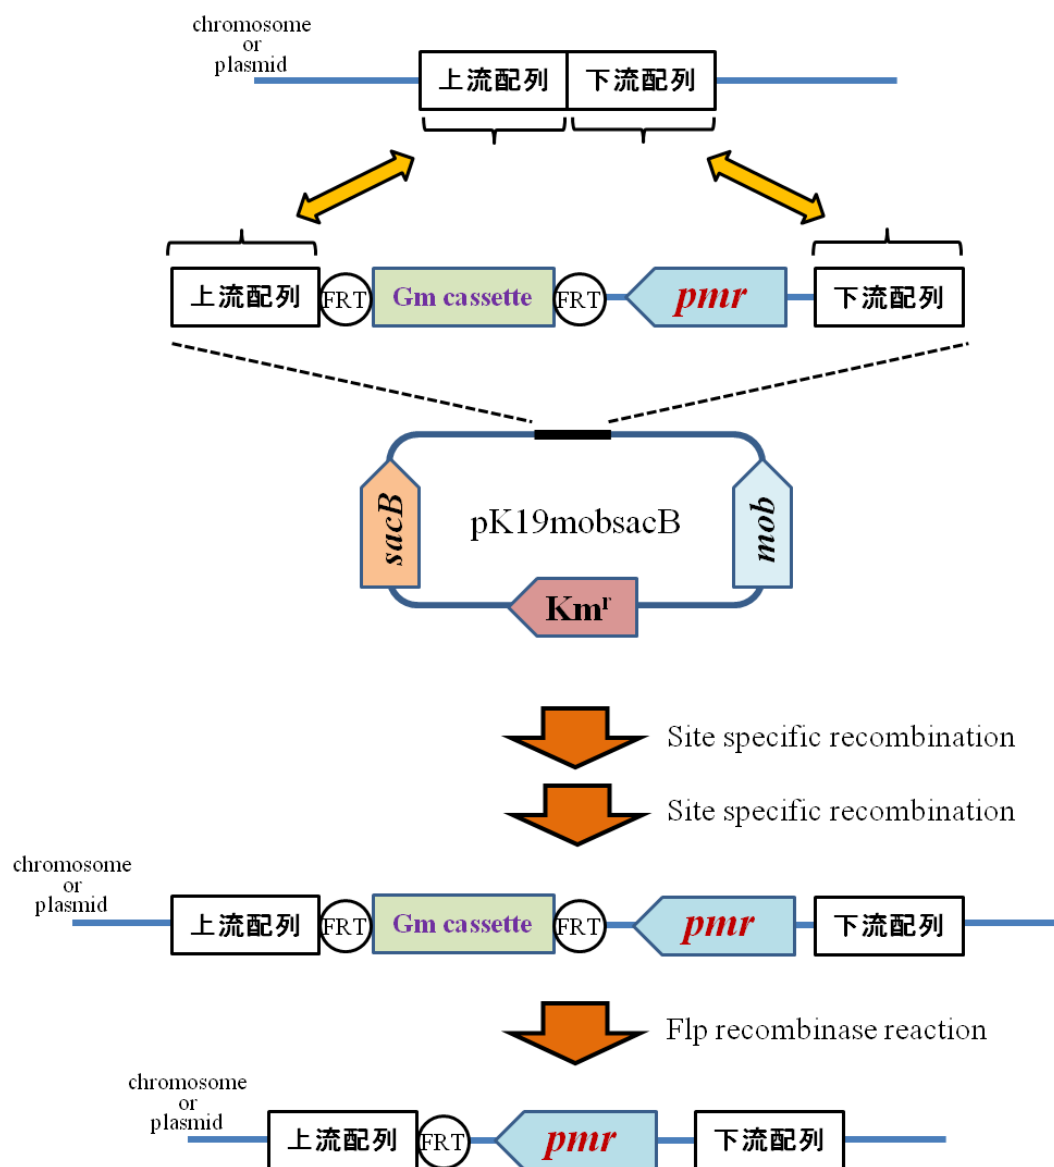 chromosome
or
plasmid
上流配列 下流配列
上流配列 FRT Gm cassette FRT pmr 下流配列
sacB
pK19mobsacB
mob
Kmʳ
Site specific recombination
Site specific recombination
chromosome
or
plasmid
上流配列 FRT Gm cassette FRT pmr 下流配列
Flp recombinase reaction
chromosome
or
plasmid
上流配列 FRT pmr 下流配列